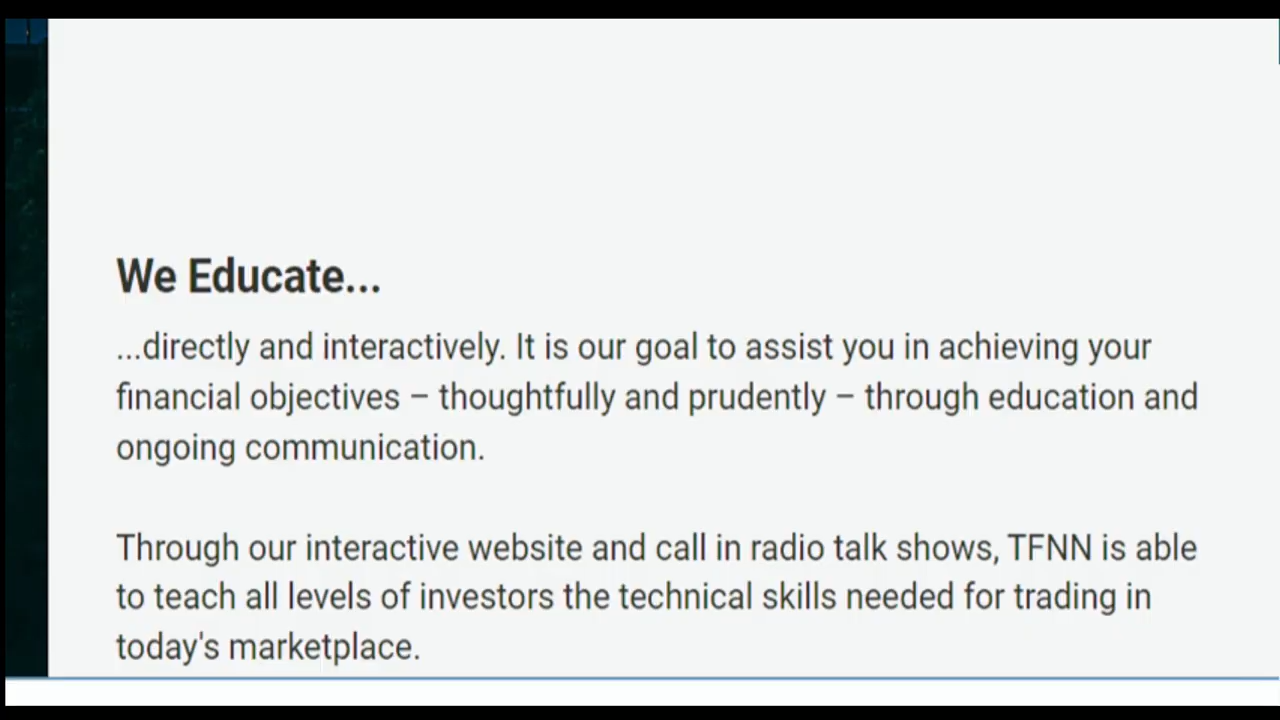 We Educate...
...directly and interactively. It is our goal to assist you in achieving your
financial objectives – thoughtfully and prudently – through education and
ongoing communication.
Through our interactive website and call in radio talk shows, TFNN is able
to teach all levels of investors the technical skills needed for trading in
today's marketplace.